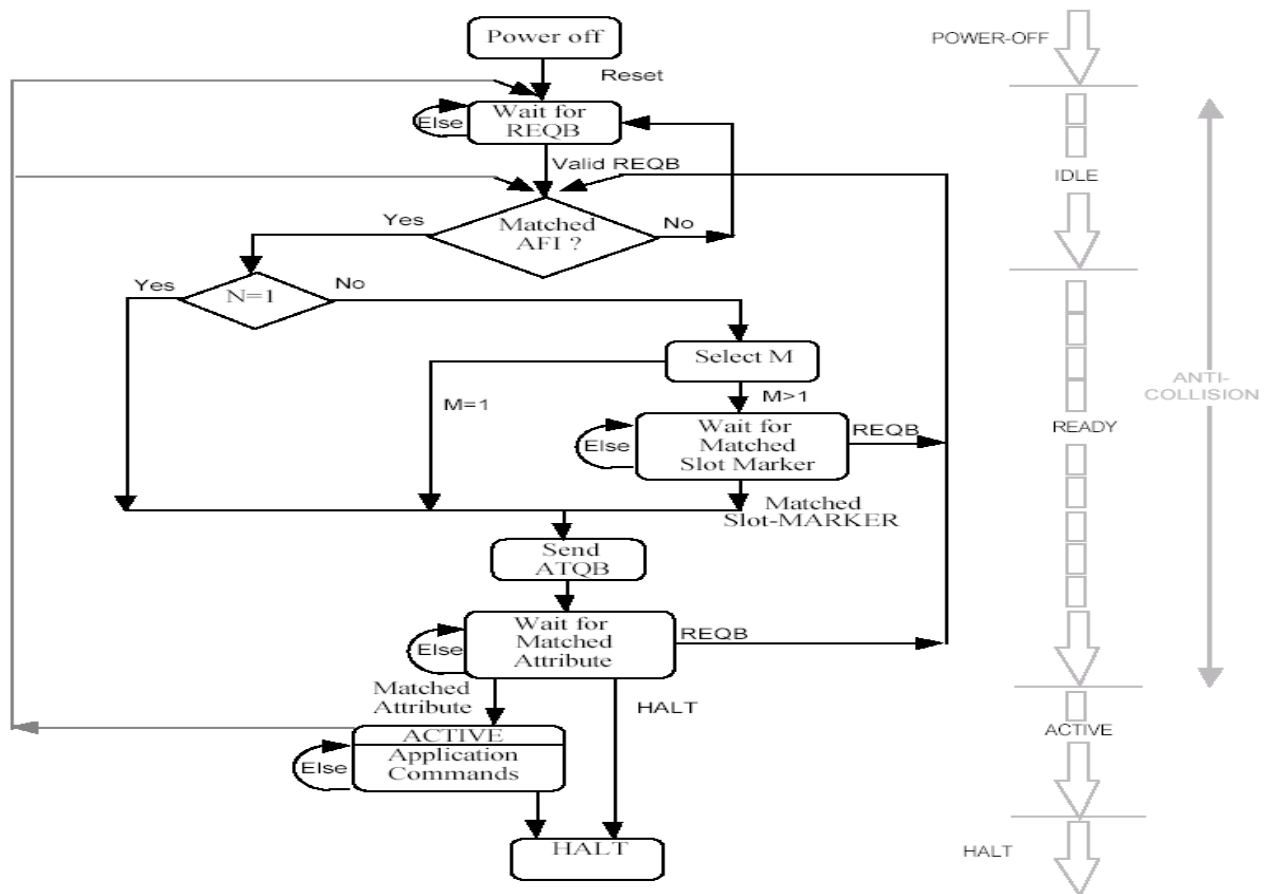 Power off
POWER-OFF
Reset
Wait for
REQB
Else
Valid REQB
IDLE
Yes
Matched
AFI ?
No
Yes
N=1
No
Select M
ANTI-
COLLISION
M=1
M>1
Wait for
Matched
Slot Marker
Else
REQB
READY
Matched
Slot-MARKER
Send
ATQB
Wait for
Matched
Attribute
Else
REQB
Matched
Attribute
HALT
ACTIVE
Application
Commands
Else
ACTIVE
HALT
HALT